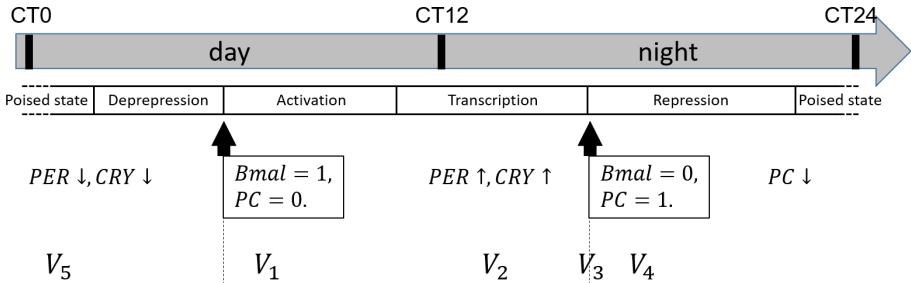 CT0 CT12 CT24
day night
Poised state Deprepression Activation Transcription Repression Poised state
PER ↓, CRY ↓
Bmal = 1,
PC = 0.
PER ↑, CRY ↑
Bmal = 0,
PC = 1.
PC ↓
V₅ V₁ V₂ V₃ V₄